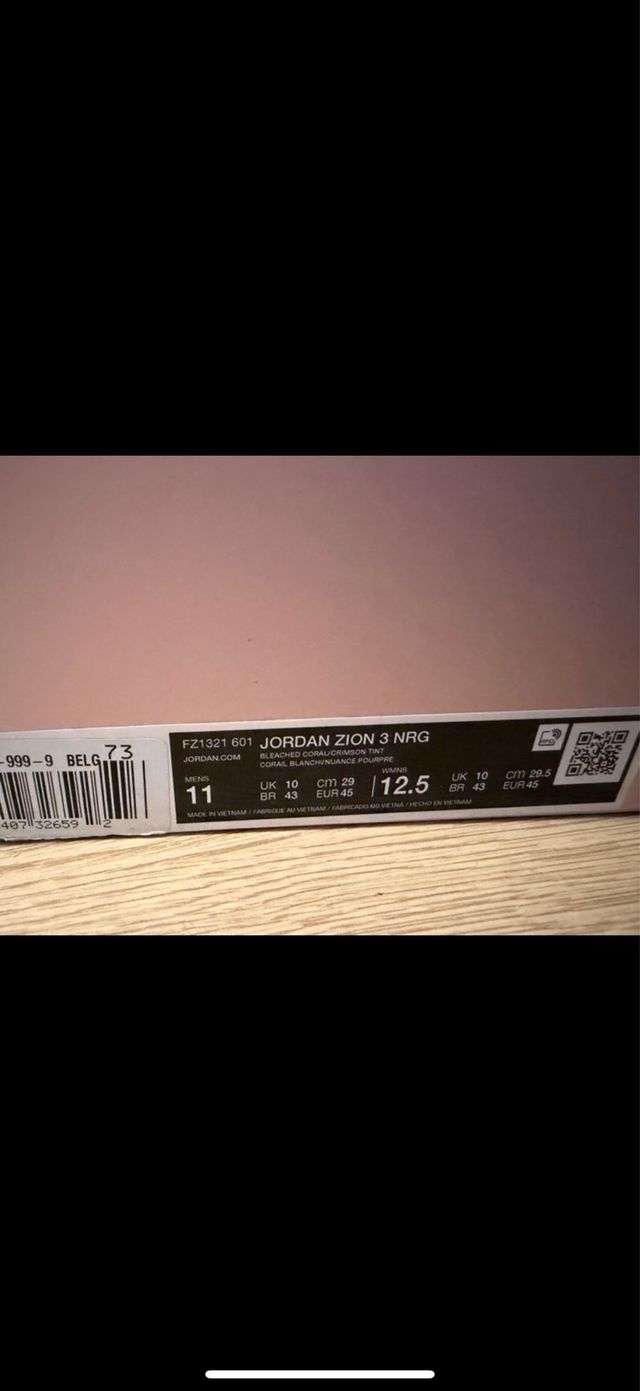 -999-9 BELG 73
407 32659 2
FZ1321 601 JORDAN ZION 3 NRG
JORDAN.COM
BLEACHED CORAL/CRIMSON TINT
CORAIL BLANCHI/NUANCE POURPRE
MENS
11
UK 10 cm 29
BR 43 EUR 45
WMNS
12.5
UK 10 cm 29.5
BR 43 EUR 45
MADE IN VIETNAM / FABRIQUE AU VIETNAM / FABRICADO NO VIETNÃ / HECHO EN VIETNAM
RFID